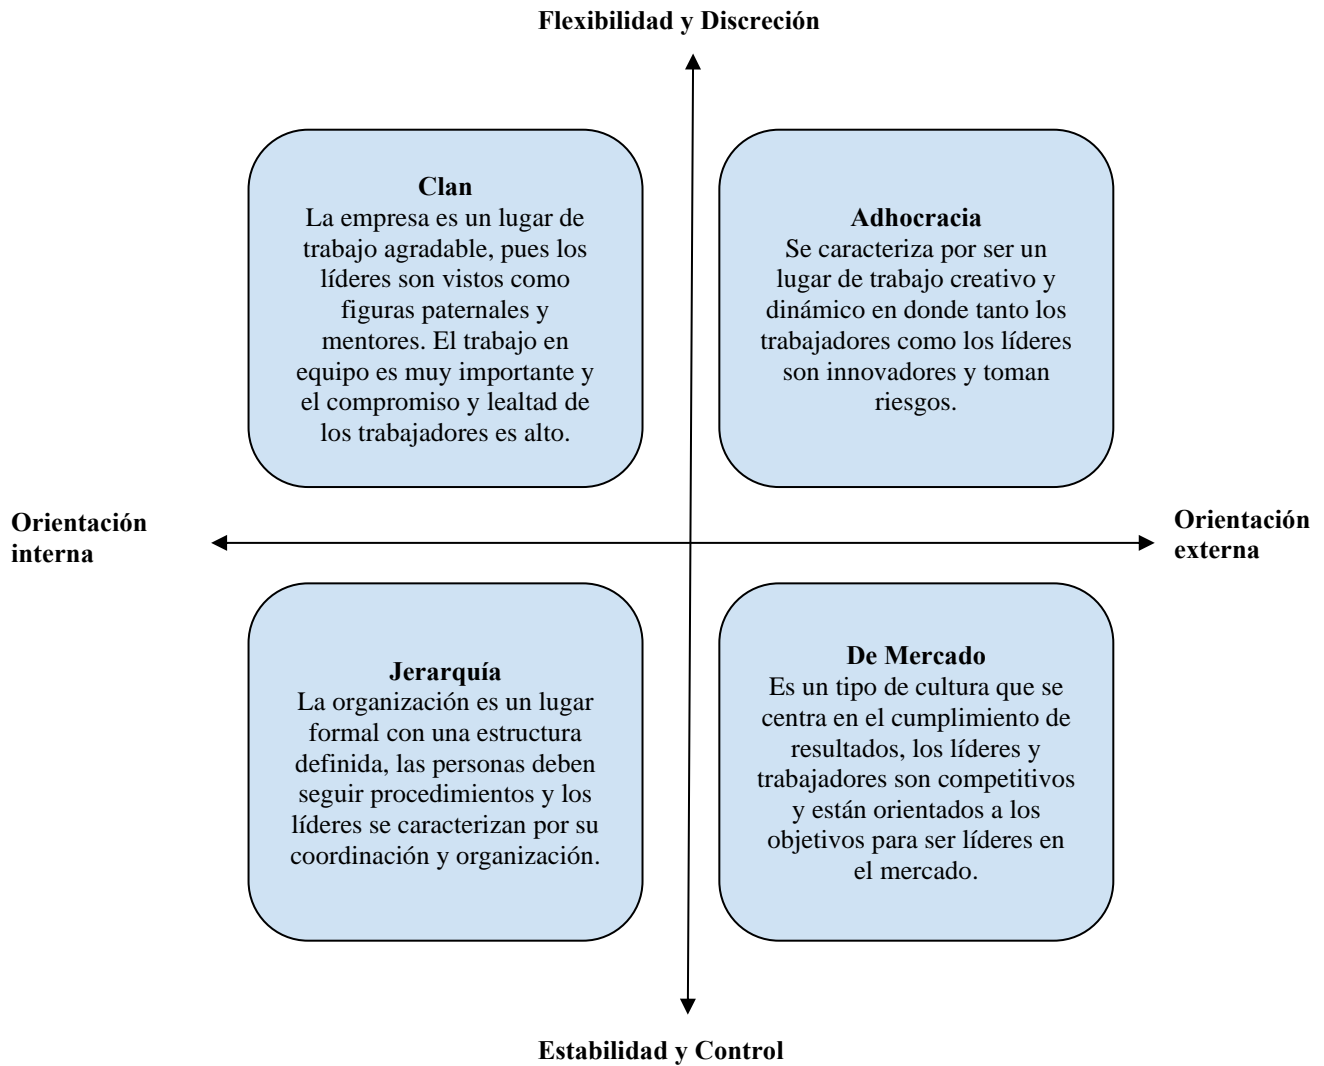 Flexibilidad y Discreción
Clan
La empresa es un lugar de
trabajo agradable, pues los
líderes son vistos como
figuras paternales y
mentores. El trabajo en
equipo es muy importante y
el compromiso y lealtad de
los trabajadores es alto.
Adhocracia
Se caracteriza por ser un
lugar de trabajo creativo y
dinámico en donde tanto los
trabajadores como los líderes
son innovadores y toman
riesgos.
Orientación
interna
Orientación
externa
Jerarquía
La organización es un lugar
formal con una estructura
definida, las personas deben
seguir procedimientos y los
líderes se caracterizan por su
coordinación y organización.
De Mercado
Es un tipo de cultura que se
centra en el cumplimiento de
resultados, los líderes y
trabajadores son competitivos
y están orientados a los
objetivos para ser líderes en
el mercado.
Estabilidad y Control